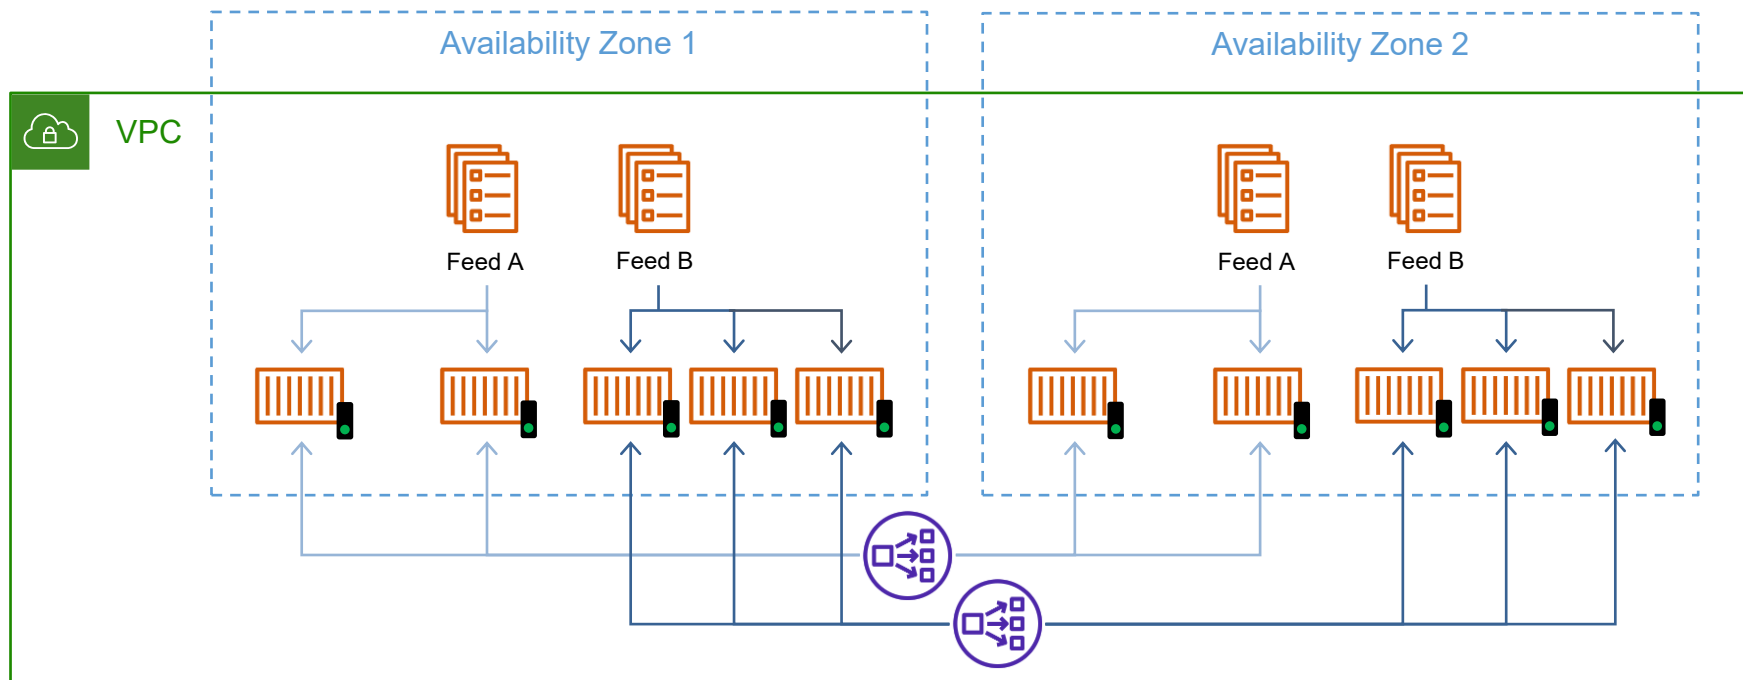 Availability Zone 1
Availability Zone 2
VPC
Feed A
Feed B
Feed A
Feed B